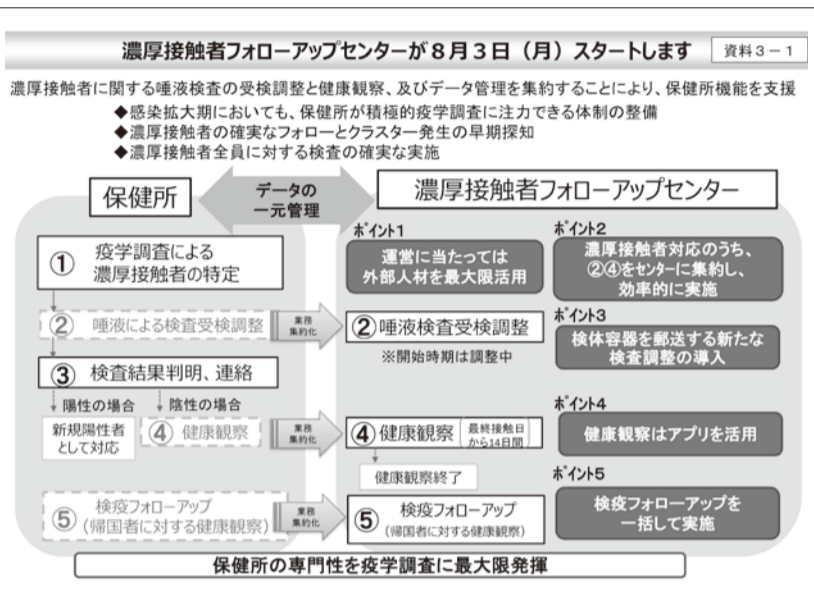 濃厚接触者フォローアップセンターが８月３日（月）スタートします
資料３－１
濃厚接触者に関する唾液検査の受検調整と健康観察、及びデータ管理を集約することにより、保健所機能を支援
◆感染拡大期においても、保健所が積極的疫学調査に注力できる体制の整備
◆濃厚接触者の確実なフォローとクラスター発生の早期探知
◆濃厚接触者全員に対する検査の確実な実施
保健所
データの
一元管理
濃厚接触者フォローアップセンター
① 疫学調査による
濃厚接触者の特定
② 唾液による検査受検調整
業務
集約化
③ 検査結果判明、連絡
陽性の場合
陰性の場合
新規陽性者
として対応
④ 健康観察
業務
集約化
⑤ 検疫フォローアップ
（帰国者に対する健康観察）
業務
集約化
ﾎﾟｲﾝﾄ1
運営に当たっては
外部人材を最大限活用
②唾液検査受検調整
※開始時期は調整中
④健康観察
最終接触日
から14日間
健康観察終了
⑤ 検疫フォローアップ
（帰国者に対する健康観察）
ﾎﾟｲﾝﾄ2
濃厚接触者対応のうち、
②④をｾﾝﾀｰに集約し、
効率的に実施
ﾎﾟｲﾝﾄ3
検体容器を郵送する新たな
検査調整の導入
ﾎﾟｲﾝﾄ4
健康観察はアプリを活用
ﾎﾟｲﾝﾄ5
検疫フォローアップを
一括して実施
保健所の専門性を疫学調査に最大限発揮